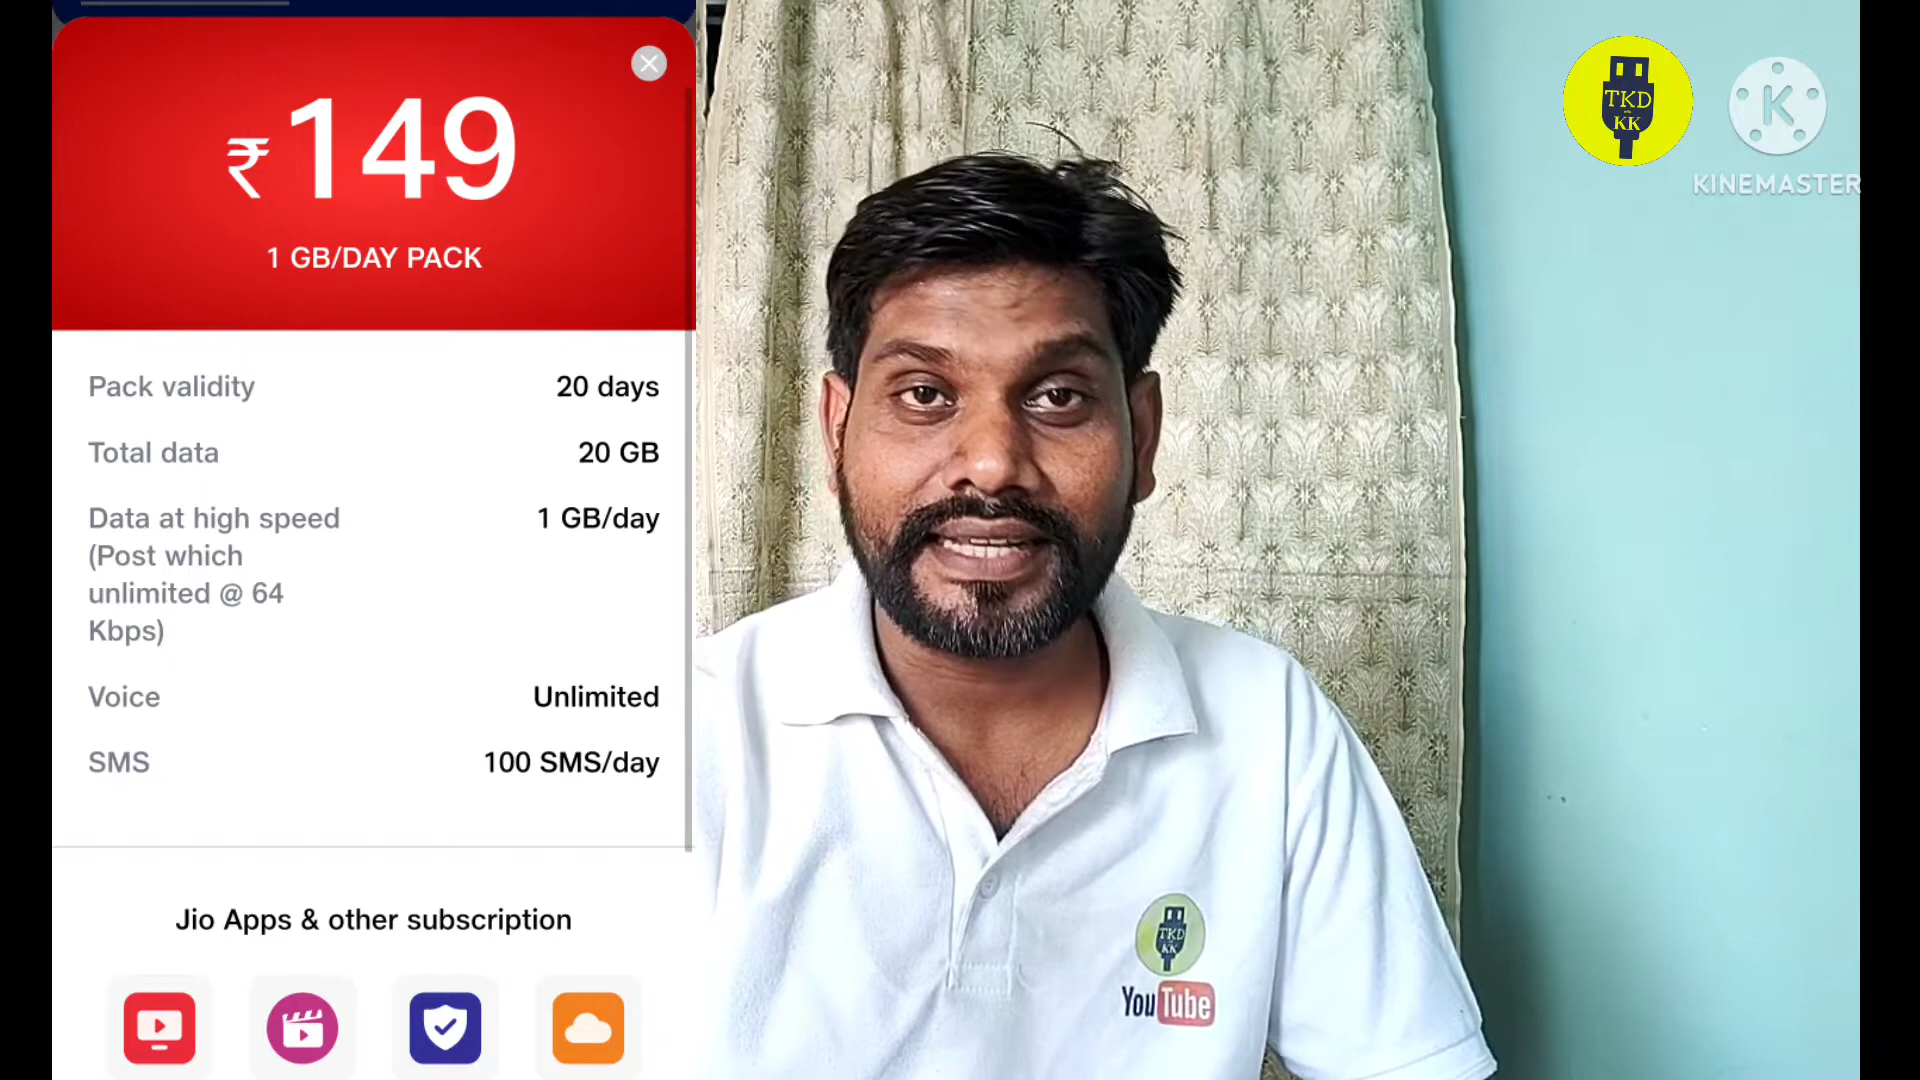 ₹149
1 GB/DAY PACK
Pack validity 20 days
Total data 20 GB
Data at high speed 1 GB/day
(Post which
unlimited @ 64
Kbps)
Voice Unlimited
SMS 100 SMS/day
Jio Apps & other subscription
TKD
KK
K
KINEMASTER
TKD
KK
YouTube